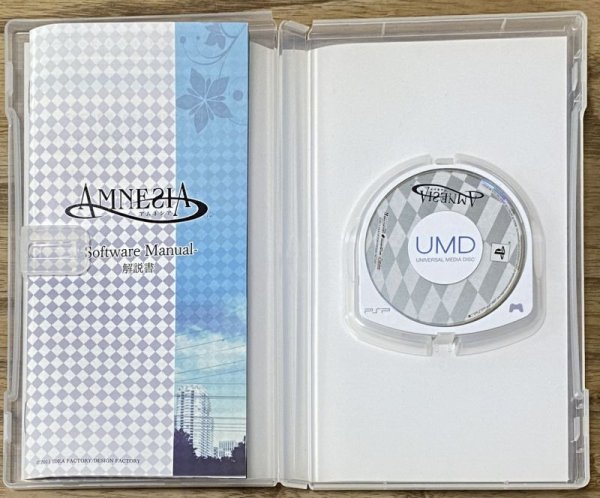 AMNESIA
アムネシア
-Software Manual-
解説書
©2011 IDEA FACTORY/DESIGN FACTORY
AMNESIA
UMD
UNIVERSAL MEDIA DISC
PSP